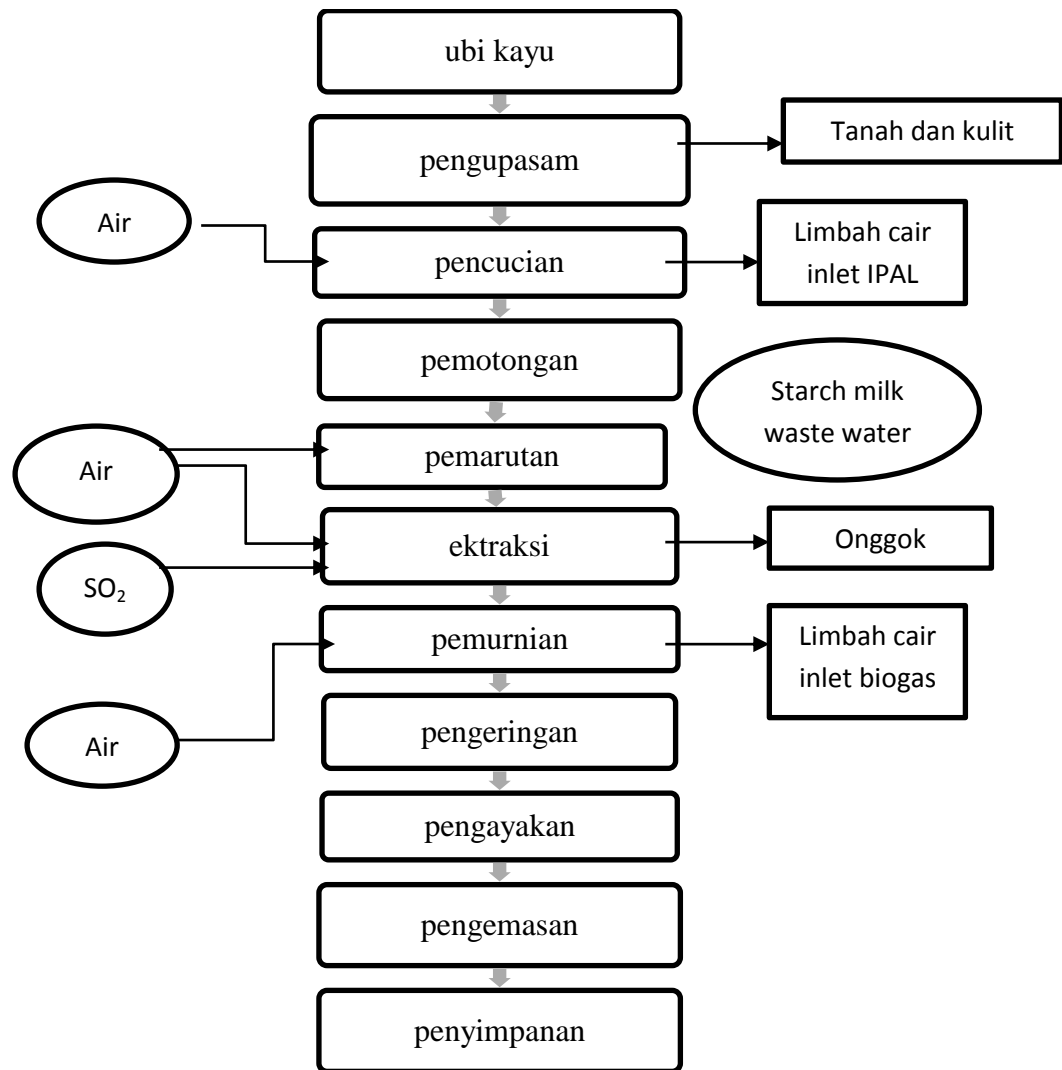 ubi kayu
pengupasam
Tanah dan kulit
Air
pencucian
Limbah cair
inlet IPAL
pemotongan
Starch milk
waste water
Air
pemarutan
ektraksi
Onggok
SO₂
pemurnian
Limbah cair
inlet biogas
Air
pengeringan
pengayakan
pengemasan
penyimpanan